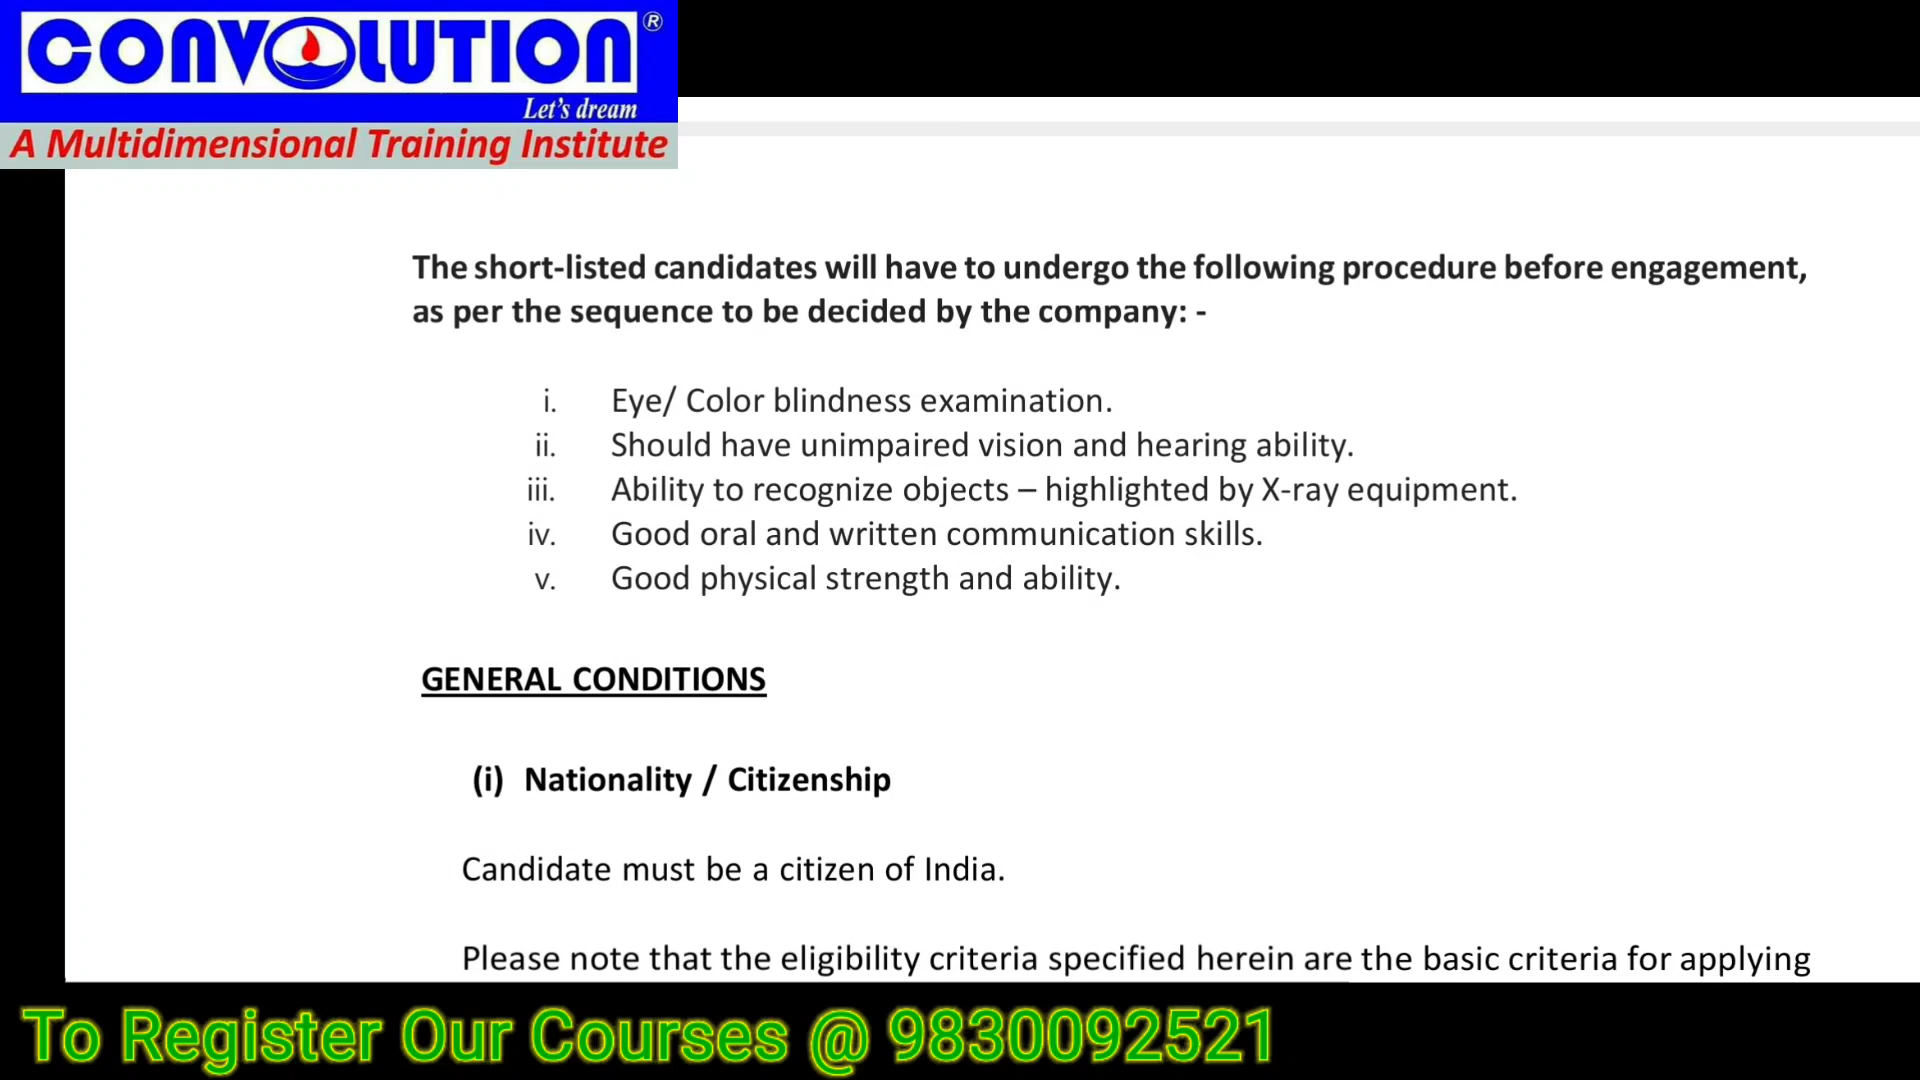 CONVOLUTION®
Let's dream
A Multidimensional Training Institute
The short-listed candidates will have to undergo the following procedure before engagement,
as per the sequence to be decided by the company: -
i. Eye/ Color blindness examination.
ii. Should have unimpaired vision and hearing ability.
iii. Ability to recognize objects – highlighted by X-ray equipment.
iv. Good oral and written communication skills.
v. Good physical strength and ability.
GENERAL CONDITIONS
(i) Nationality / Citizenship
Candidate must be a citizen of India.
Please note that the eligibility criteria specified herein are the basic criteria for applying
To Register Our Courses @ 9830092521